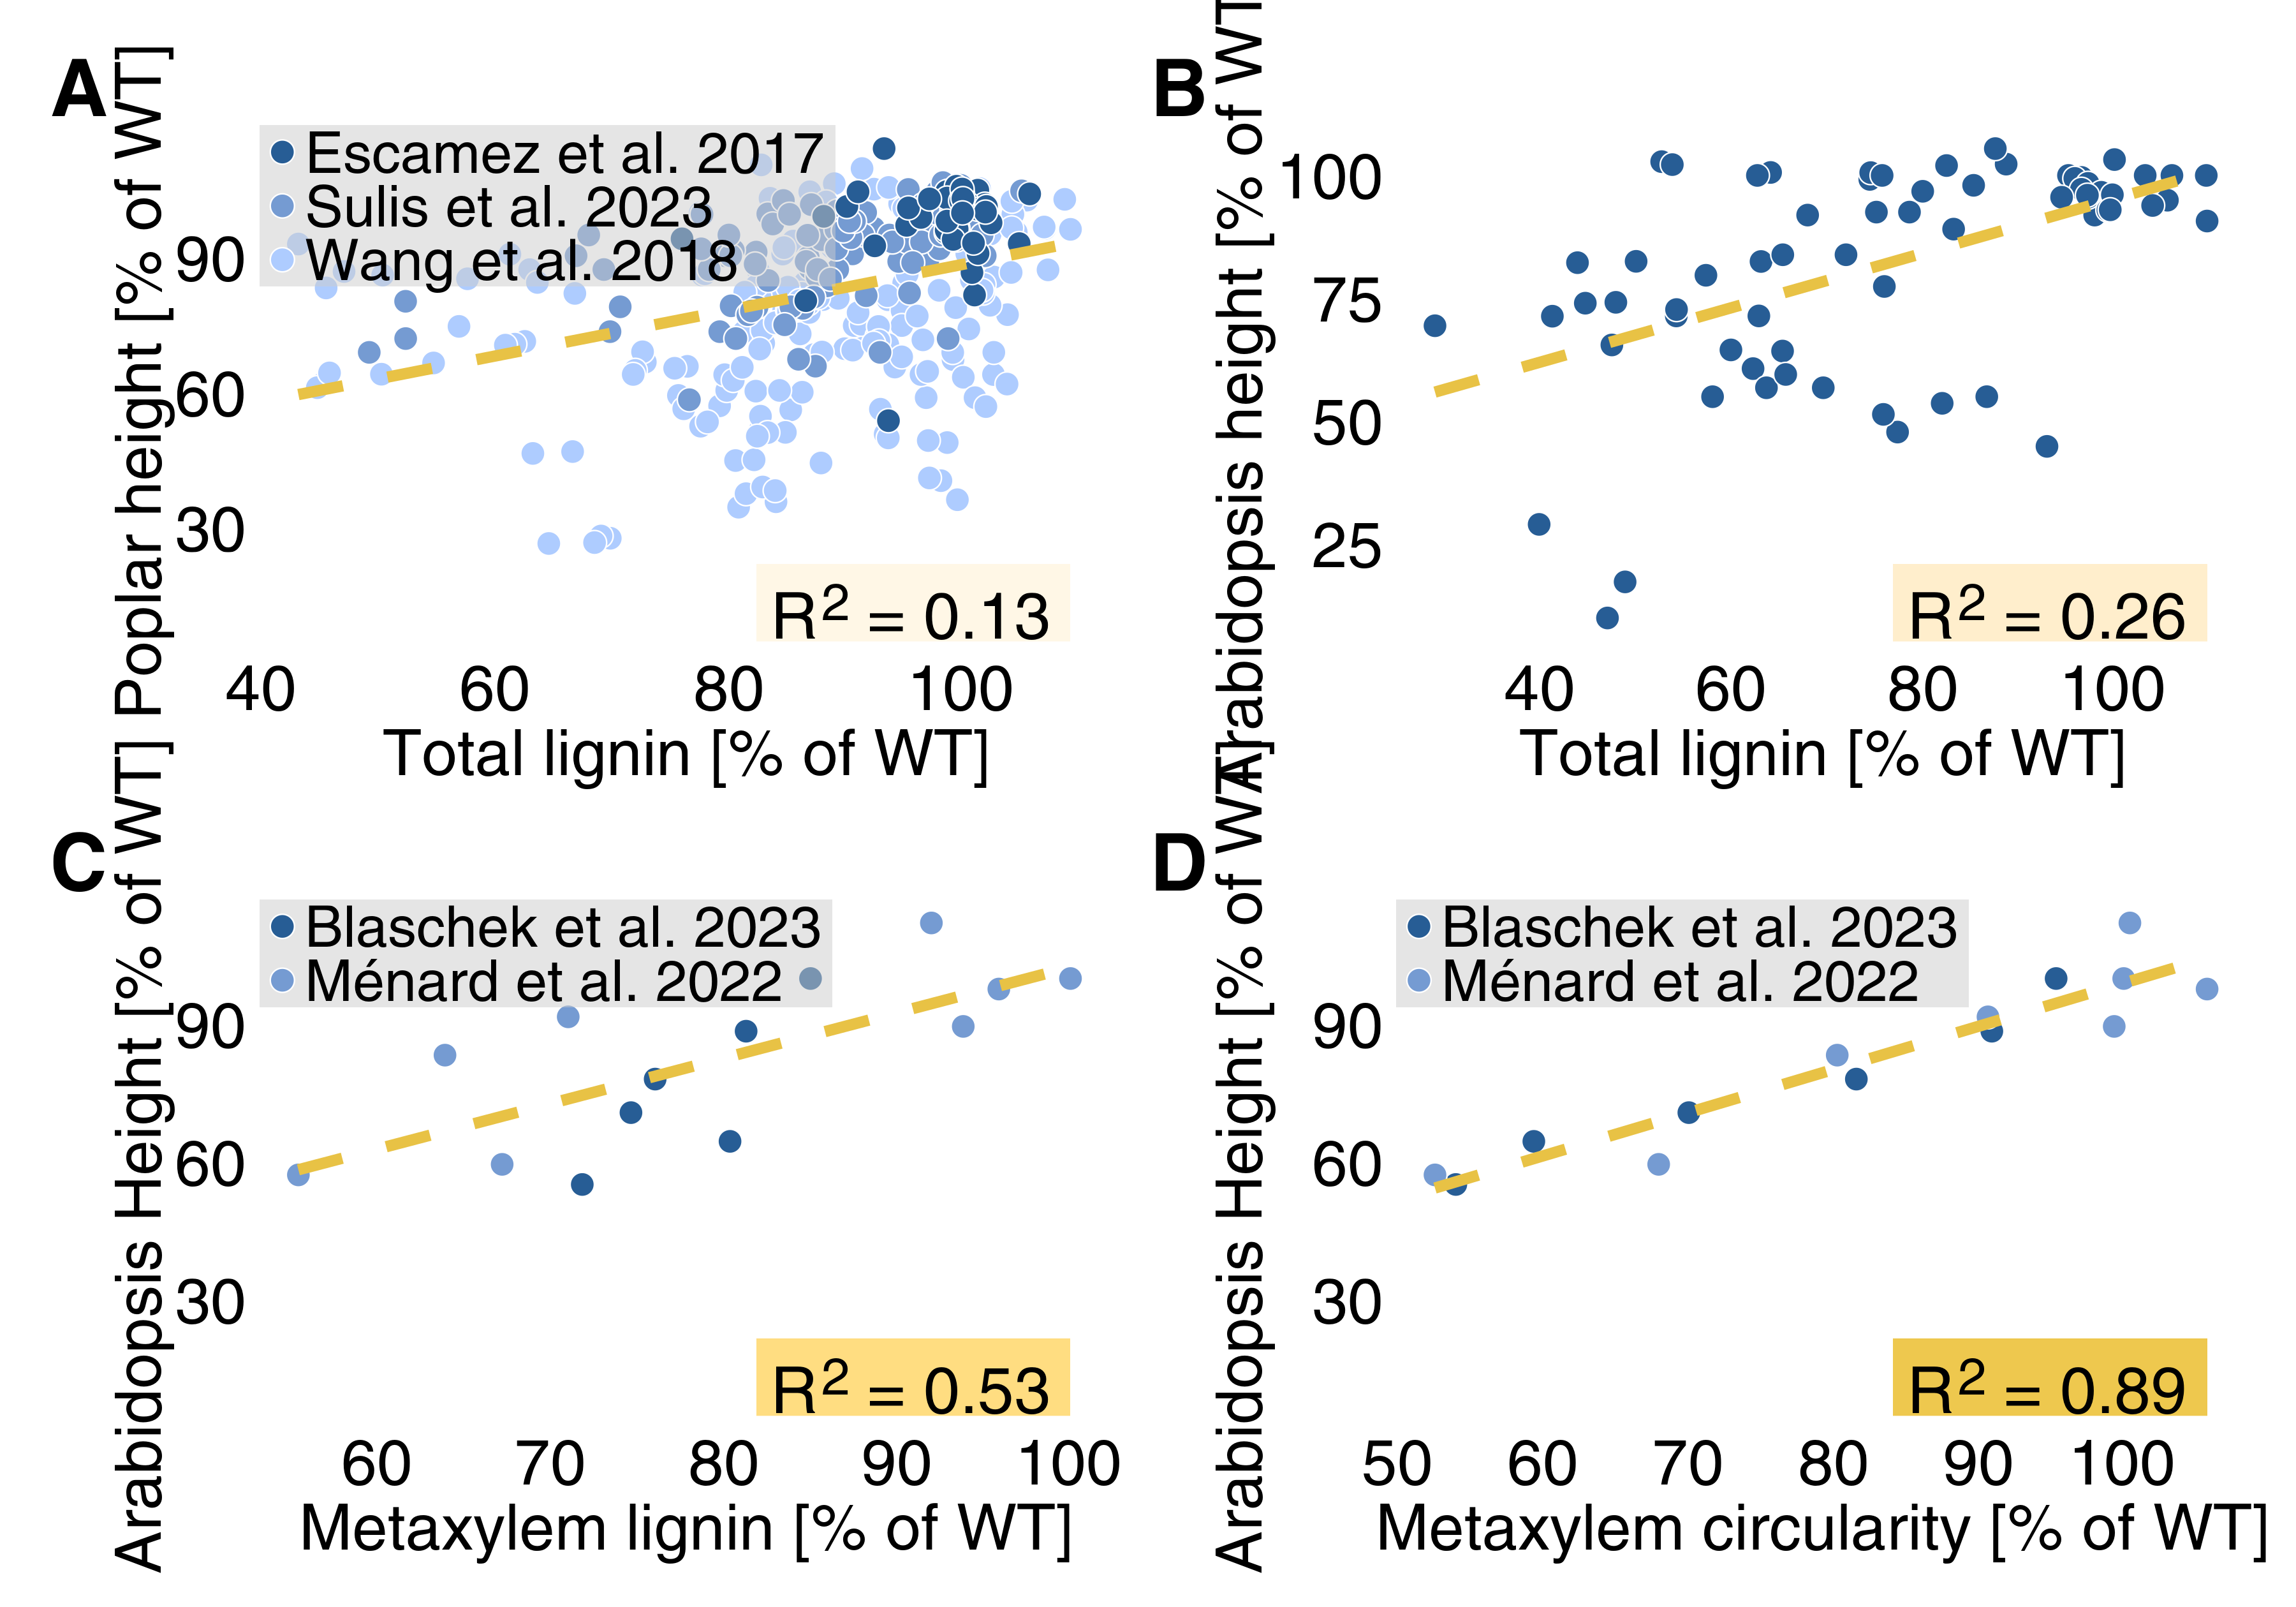 A
Poplar height [% of WT]
Escamez et al. 2017
Sulis et al. 2023
Wang et al. 2018
90
60
30
R² = 0.13
40 60 80 100
Total lignin [% of WT]
B
Arabidopsis height [% of WT
100
75
50
25
R² = 0.26
40 60 80 100
Total lignin [% of WT]
C
Arabidopsis Height [% of WT]
Blaschek et al. 2023
Ménard et al. 2022
90
60
30
R² = 0.53
60 70 80 90 100
Metaxylem lignin [% of WT]
D
Arabidopsis Height [% of WT]
Blaschek et al. 2023
Ménard et al. 2022
90
60
30
R² = 0.89
50 60 70 80 90 100
Metaxylem circularity [% of WT]